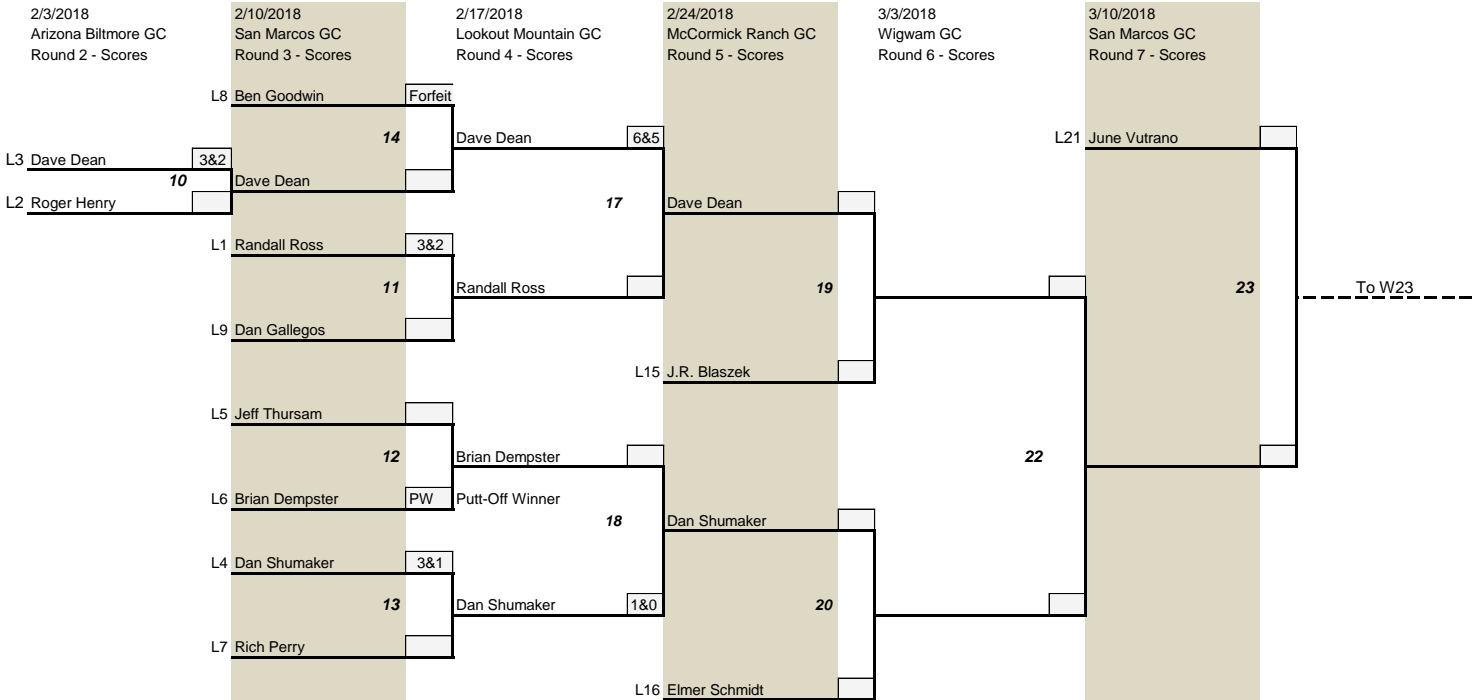 2/3/2018
Arizona Biltmore GC
Round 2 - Scores
2/10/2018
San Marcos GC
Round 3 - Scores
2/17/2018
Lookout Mountain GC
Round 4 - Scores
2/24/2018
McCormick Ranch GC
Round 5 - Scores
3/3/2018
Wigwam GC
Round 6 - Scores
3/10/2018
San Marcos GC
Round 7 - Scores
L8 Ben Goodwin Forfeit
14 Dave Dean 6&5 L21 June Vutrano
L3 Dave Dean 3&2
10 Dave Dean
L2 Roger Henry 17 Dave Dean
L1 Randall Ross 3&2
11 Randall Ross 19 23 To W23
L9 Dan Gallegos
L15 J.R. Blaszek
L5 Jeff Thursam
12 Brian Dempster 22
L6 Brian Dempster PW Putt-Off Winner
18 Dan Shumaker
L4 Dan Shumaker 3&1
13 Dan Shumaker 1&0 20
L7 Rich Perry
L16 Elmer Schmidt